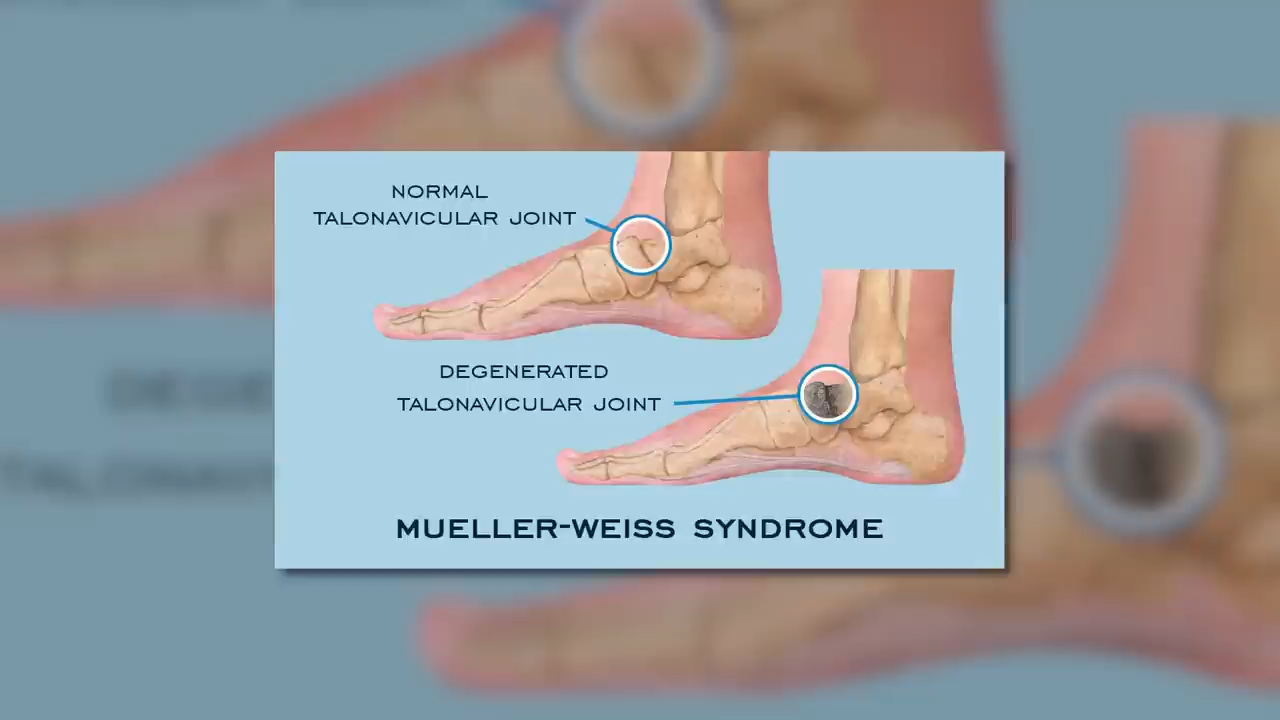 NORMAL
TALONAVICULAR JOINT
DEGENERATED
TALONAVICULAR JOINT
MUELLER-WEISS SYNDROME